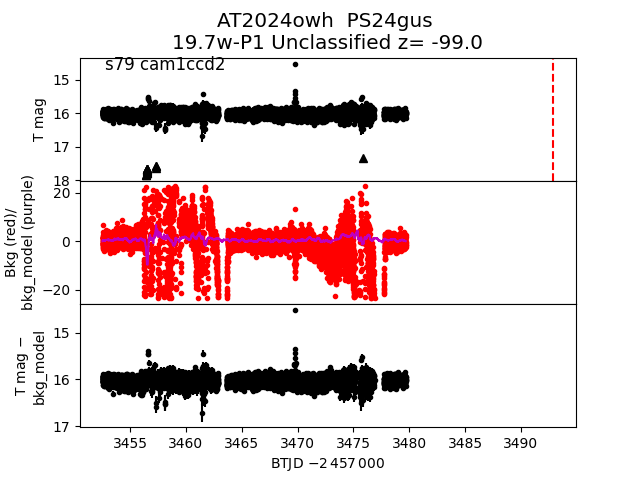 AT2024owh  PS24gus
19.7w-P1 Unclassified z= -99.0
s79 cam1ccd2
T mag
15
16
17
18
Bkg (red)/
bkg_model (purple)
20
0
−20
T mag −
bkg_model
15
16
17
3455 3460 3465 3470 3475 3480 3485 3490
BTJD −2 457 000